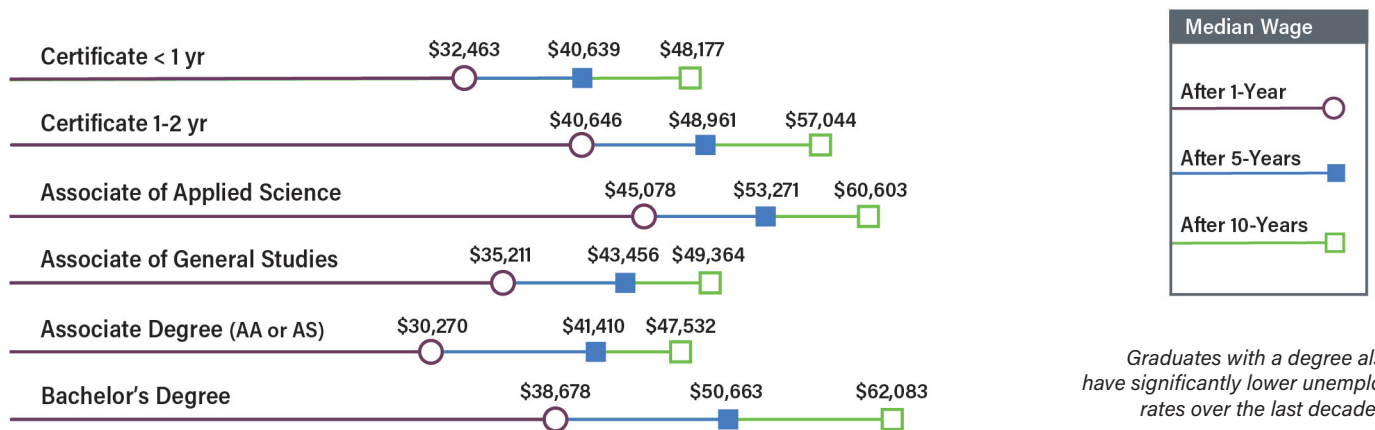 Certificate < 1 yr
$32,463 $40,639 $48,177
Certificate 1-2 yr
$40,646 $48,961 $57,044
Associate of Applied Science
$45,078 $53,271 $60,603
Associate of General Studies
$35,211 $43,456 $49,364
Associate Degree (AA or AS)
$30,270 $41,410 $47,532
Bachelor's Degree
$38,678 $50,663 $62,083
Median Wage
After 1-Year
After 5-Years
After 10-Years
Graduates with a degree
have significantly lower
rates over the last decade